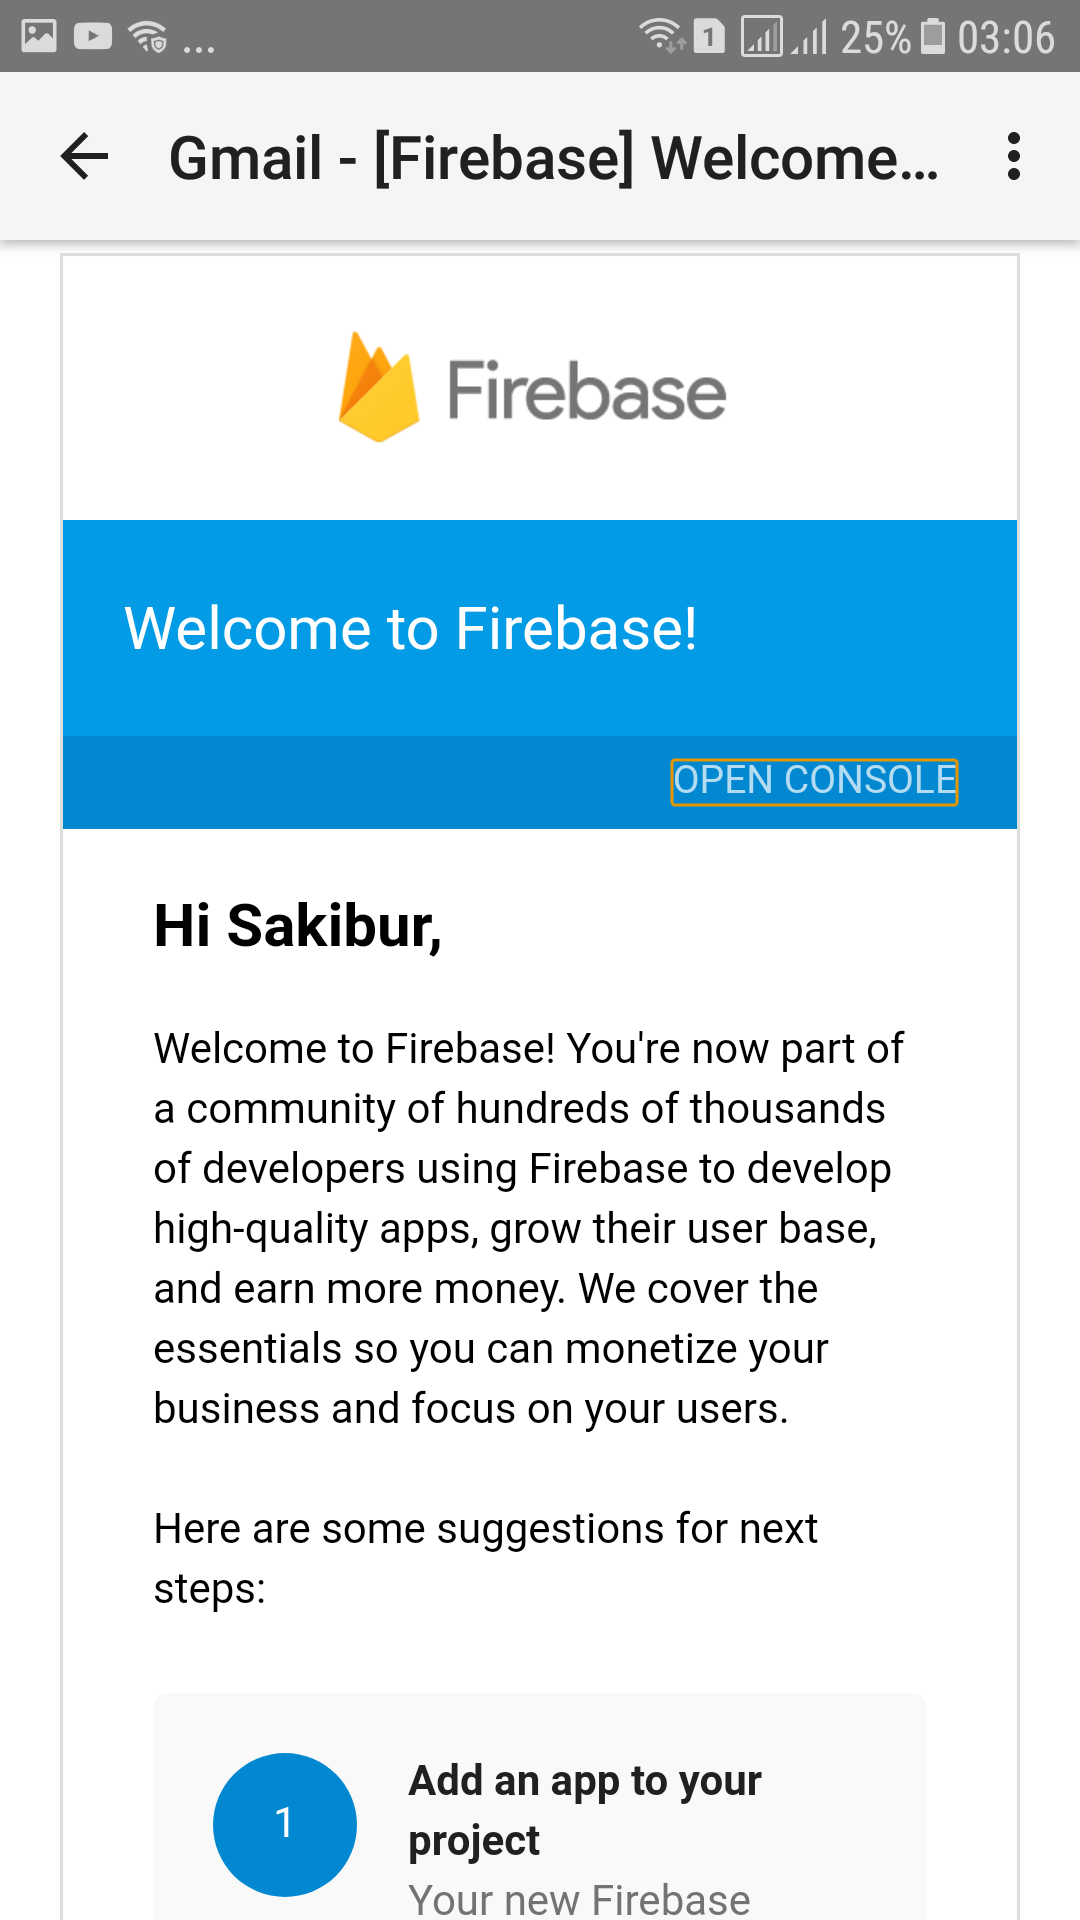 ... 1 25% 03:06
Gmail - [Firebase] Welcome...
Firebase
Welcome to Firebase!
OPEN CONSOLE
Hi Sakibur,
Welcome to Firebase! You're now part of
a community of hundreds of thousands
of developers using Firebase to develop
high-quality apps, grow their user base,
and earn more money. We cover the
essentials so you can monetize your
business and focus on your users.
Here are some suggestions for next
steps:
1
Add an app to your
project
Your new Firebase